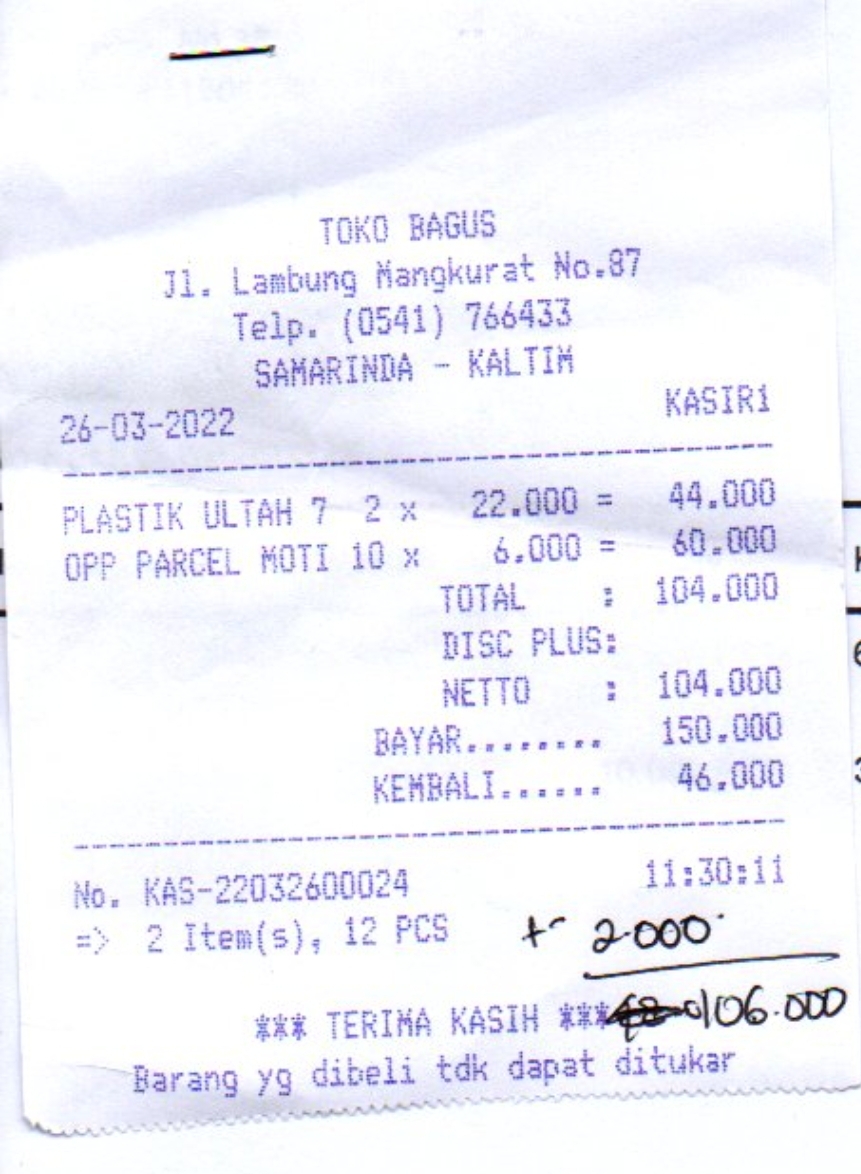 TOKO BAGUS
Jl. Lambung Mangkurat No.87
Telp. (0541) 766433
SAMARINDA - KALTIM
26-03-2022 KASIR1
PLASTIK ULTAH 7 2 x 22.000 = 44.000
OPP PARCEL MOTI 10 x 6.000 = 60.000
TOTAL : 104.000
DISC PLUS:
NETTO : 104.000
BAYAR........ 150.000
KEMBALI...... 46.000
No. KAS-22032600024 11:30:11
=> 2 Item(s), 12 PCS
+ 2.000
*** TERIMA KASIH ***
106.000
Barang yg dibeli tdk dapat ditukar